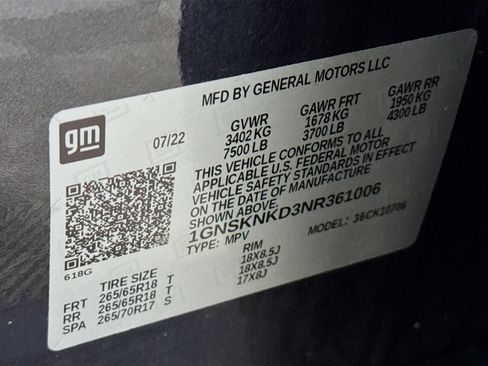 MFD BY GENERAL MOTORS LLC
gm
07/22
GVWR GAWR FRT GAWR RR
3402 KG 1678 KG 1950 KG
7500 LB 3700 LB 4300 LB
THIS VEHICLE CONFORMS TO ALL
APPLICABLE U.S. FEDERAL MOTOR
VEHICLE SAFETY STANDARDS IN EFFECT
ON THE DATE OF MANUFACTURE
SHOWN ABOVE.
1GNSKNKD3NR361006
TYPE: MPV MODEL: 36CK10706
618G
TIRE SIZE RIM
FRT 265/65R18 T 18X8.5J
RR 265/65R18 T 18X8.5J
SPA 265/70R17 S 17X8J